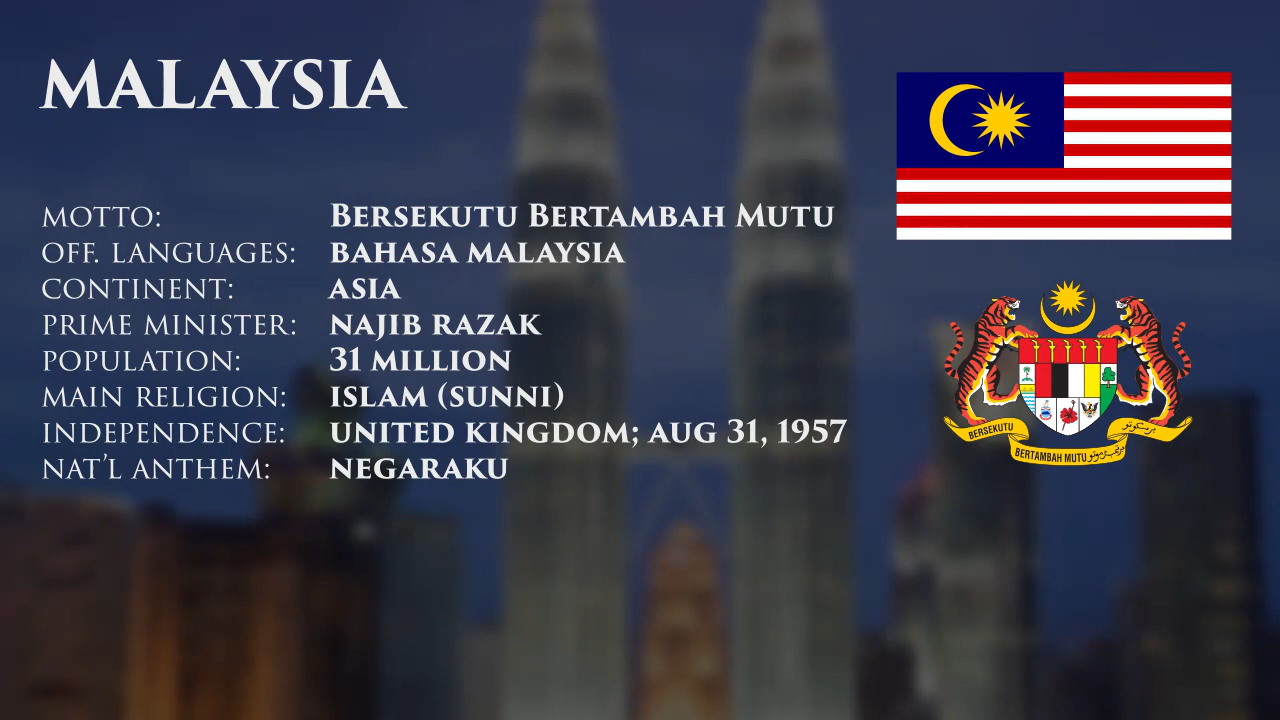 MALAYSIA
MOTTO: BERSEKUTU BERTAMBAH MUTU
OFF. LANGUAGES: BAHASA MALAYSIA
CONTINENT: ASIA
PRIME MINISTER: NAJIB RAZAK
POPULATION: 31 MILLION
MAIN RELIGION: ISLAM (SUNNI)
INDEPENDENCE: UNITED KINGDOM; AUG 31, 1957
NAT'L ANTHEM: NEGARAKU
BERSEKUTU
برسكوتو
BERTAMBAH MUTU